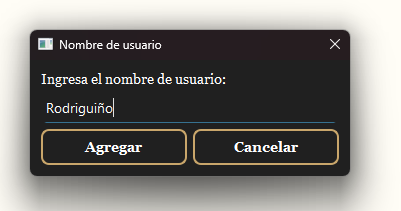 Nombre de usuario
Ingresa el nombre de usuario:
Rodriguiño
Agregar
Cancelar